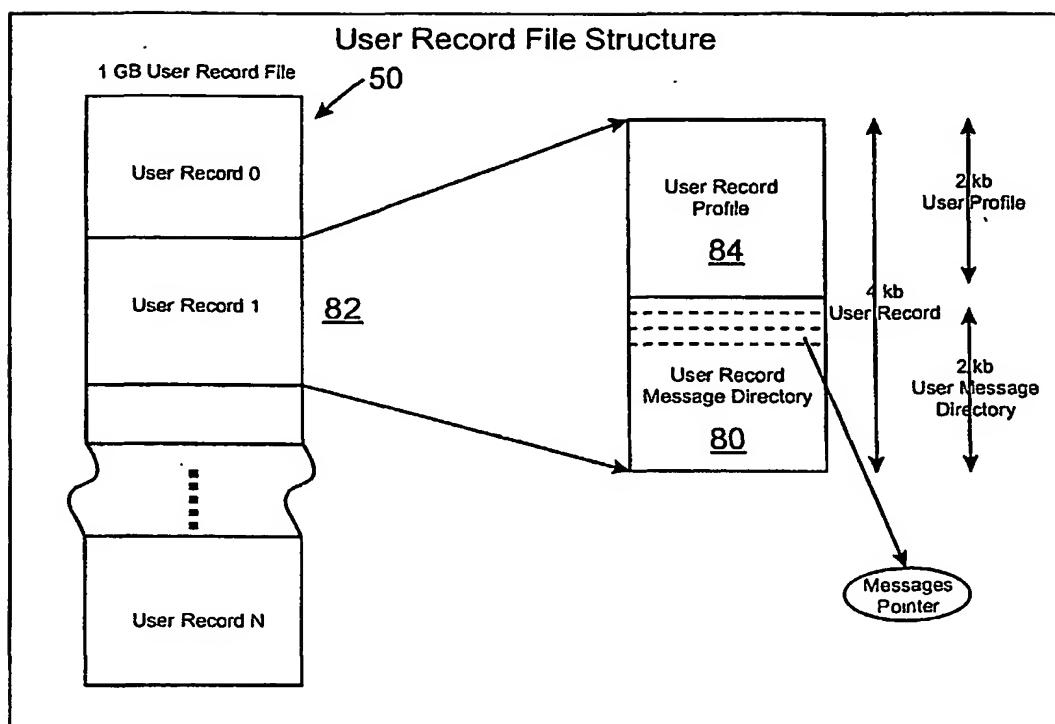 User Record File Structure
1 GB User Record File
50
User Record 0
User Record 1
82
User Record N
User Record
Profile
84
User Record
Message Directory
80
4 kb
User Record
2 kb
User Profile
2 kb
User Message
Directory
Messages
Pointer